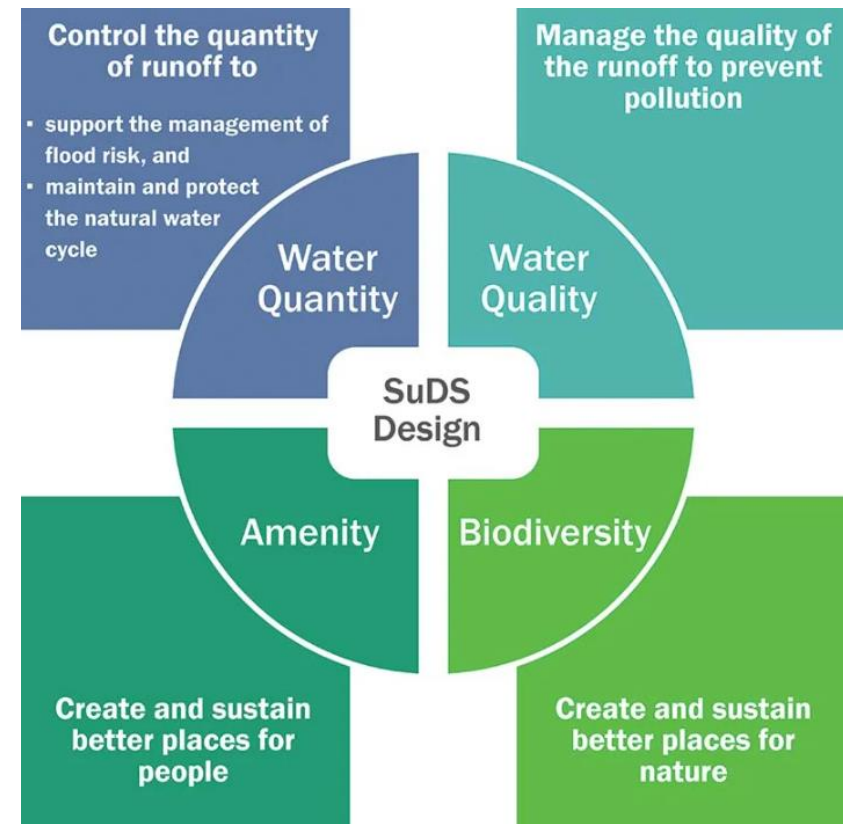 Control the quantity
of runoff to
▪ support the management of
flood risk, and
▪ maintain and protect
the natural water
cycle
Water
Quantity
Manage the quality of
the runoff to prevent
pollution
Water
Quality
SuDS
Design
Amenity
Create and sustain
better places for
people
Biodiversity
Create and sustain
better places for
nature